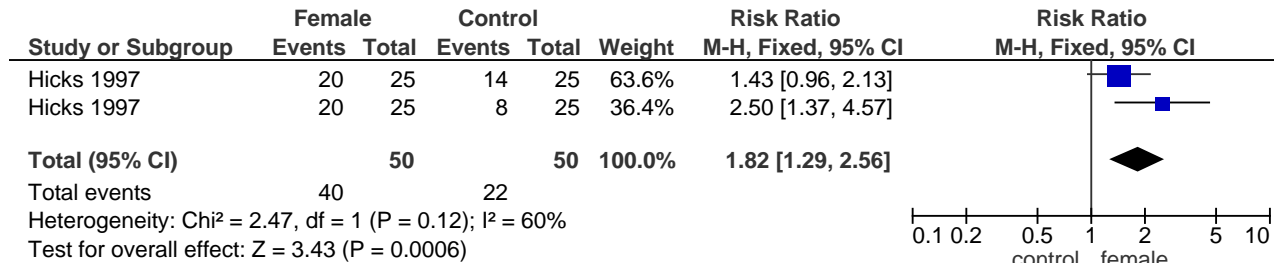 Female Control Risk Ratio Risk Ratio
Study or Subgroup Events Total Events Total Weight M-H, Fixed, 95% CI M-H, Fixed, 95% CI
Hicks 1997 20 25 14 25 63.6% 1.43 [0.96, 2.13]
Hicks 1997 20 25 8 25 36.4% 2.50 [1.37, 4.57]
Total (95% CI) 50 50 100.0% 1.82 [1.29, 2.56]
Total events 40 22
Heterogeneity: Chi² = 2.47, df = 1 (P = 0.12); I² = 60%
Test for overall effect: Z = 3.43 (P = 0.0006)
0.1 0.2 0.5 1 2 5 10
control female